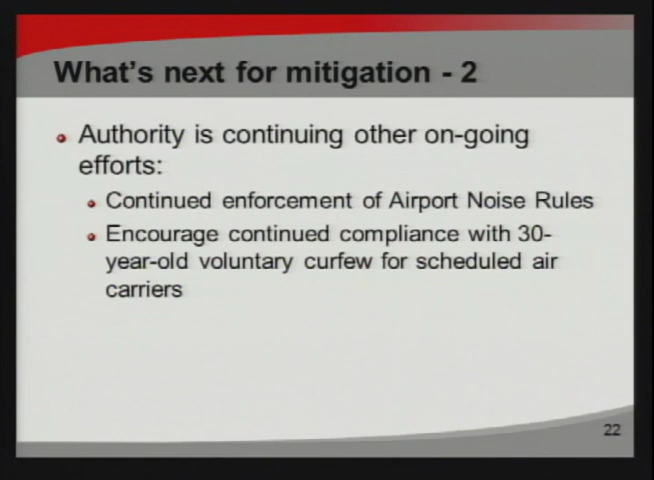 What's next for mitigation - 2
Authority is continuing other on-going
efforts:
Continued enforcement of Airport Noise Rules
Encourage continued compliance with 30-
year-old voluntary curfew for scheduled air
carriers
22